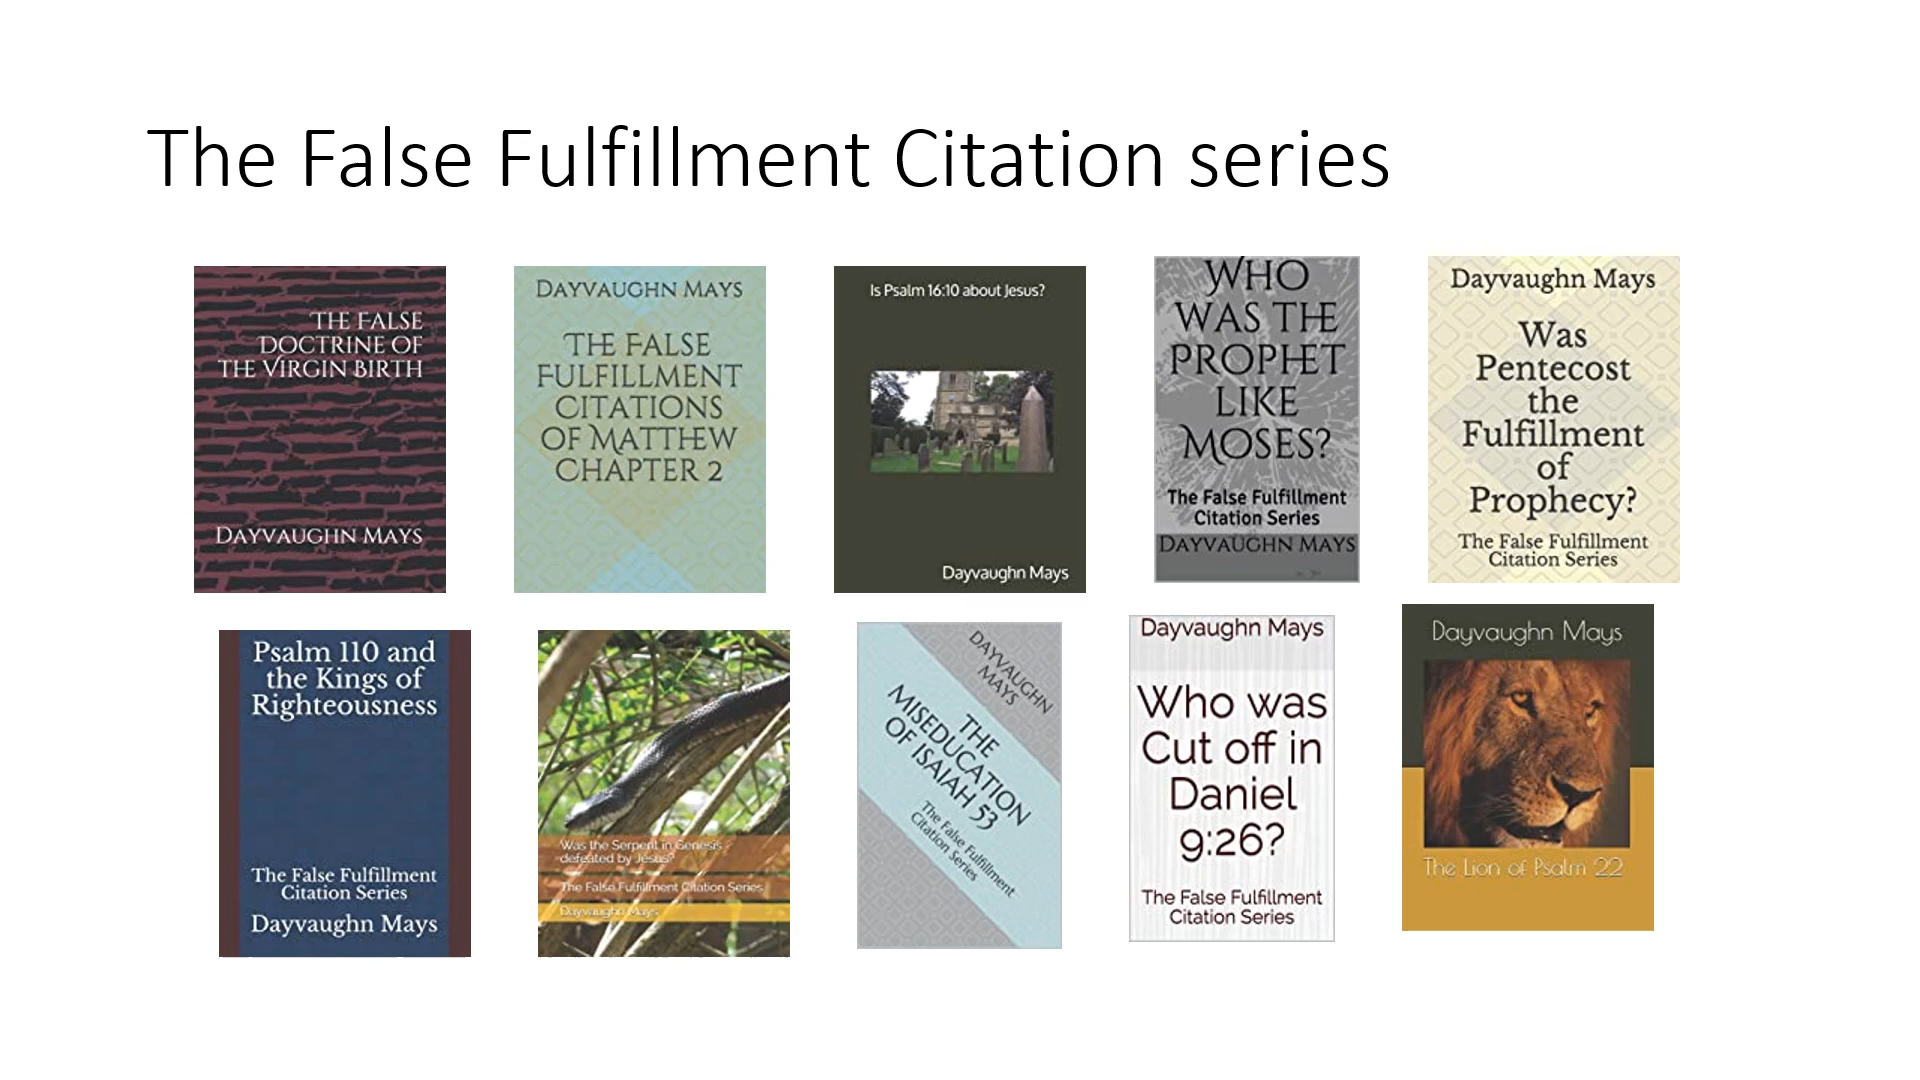 The False Fulfillment Citation series
THE FALSE
DOCTRINE OF
THE VIRGIN BIRTH
DAYVAUGHN MAYS
DAYVAUGHN MAYS
THE FALSE
FULFILLMENT
CITATIONS
OF MATTHEW
CHAPTER 2
Is Psalm 16:10 about Jesus?
Dayvaughn Mays
WHO
WAS THE
PROPHET
LIKE
MOSES?
The False Fulfillment
Citation Series
DAYVAUGHN MAYS
Dayvaughn Mays
Was
Pentecost
the
Fulfillment
of
Prophecy?
The False Fulfillment
Citation Series
Psalm 110 and
the Kings of
Righteousness
The False Fulfillment
Citation Series
Dayvaughn Mays
Was the Serpent in Genesis
defeated by Jesus?
The False Fulfillment Citation Series
Dayvaughn Mays
DAYVAUGHN
MAYS
THE
MISEDUCATION
OF ISAIAH 53
The False Fulfillment
Citation Series
Dayvaughn Mays
Who was
Cut off in
Daniel
9:26?
The False Fulfillment
Citation Series
Dayvaughn Mays
The Lion of Psalm 22